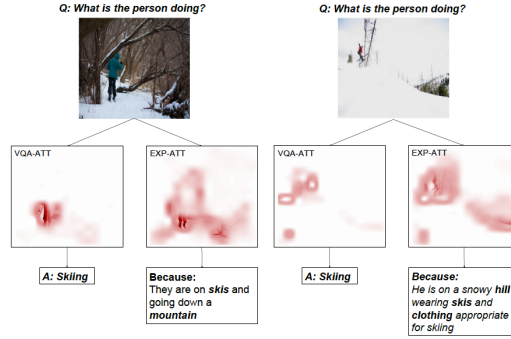 Q: What is the person doing?
Q: What is the person doing?
VQA-ATT
EXP-ATT
VQA-ATT
EXP-ATT
A: Skiing
Because:
They are on skis and
going down a
mountain
A: Skiing
Because:
He is on a snowy hill
wearing skis and
clothing appropriate
for skiing